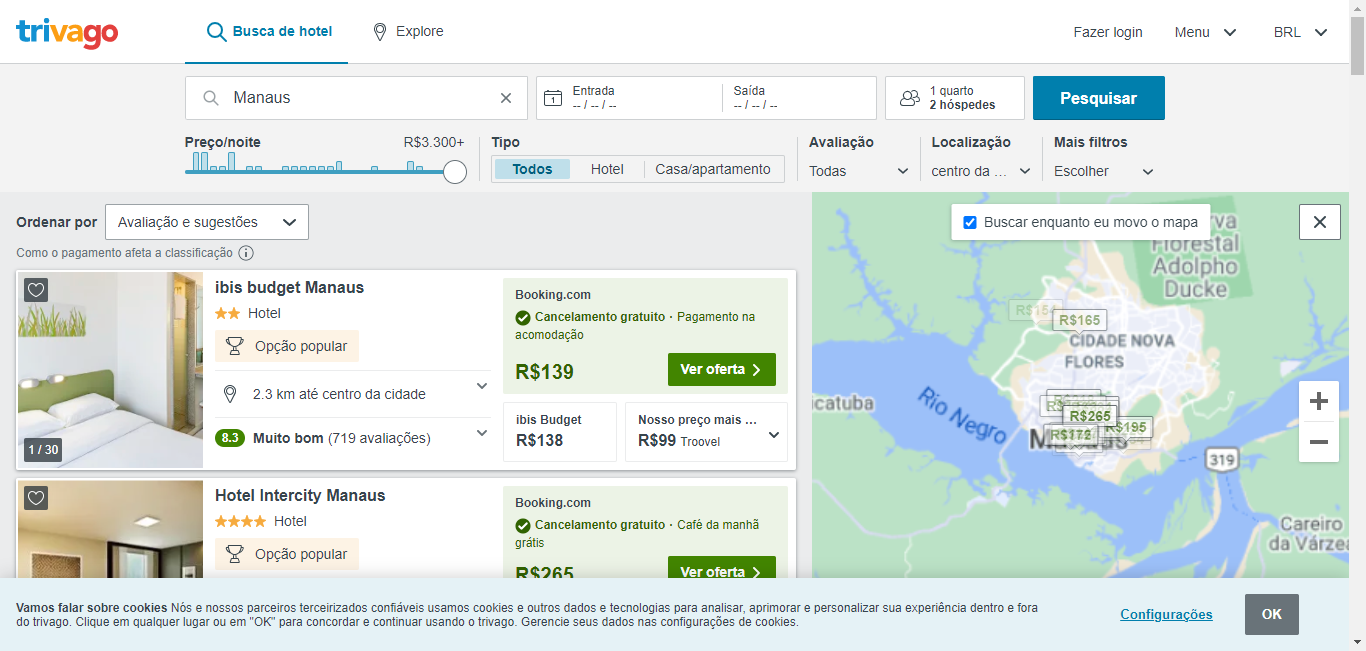 trivago
Busca de hotel
Explore
Fazer login
Menu
BRL
Manaus
Entrada
-- / -- / --
Saída
-- / -- / --
1 quarto
2 hóspedes
Pesquisar
Preço/noite
R$3.300+
Tipo
Todos
Hotel
Casa/apartamento
Avaliação
Todas
Localização
centro da ...
Mais filtros
Escolher
Ordenar por
Avaliação e sugestões
Como o pagamento afeta a classificação
1 / 30
ibis budget Manaus
Hotel
Opção popular
2.3 km até centro da cidade
8.3 Muito bom (719 avaliações)
Booking.com
Cancelamento gratuito · Pagamento na
acomodação
R$139
Ver oferta
ibis Budget
R$138
Nosso preço mais ...
R$99 Troovel
Hotel Intercity Manaus
Hotel
Opção popular
Booking.com
Cancelamento gratuito · Café da manhã
grátis
R$265
Ver oferta
Buscar enquanto eu movo o mapa
Florestal
Adolpho
Ducke
R$165
CIDADE NOVA
FLORES
icatuba
Rio Negro
R$265
R$195
R$172
319
Careiro
da Várzea
Vamos falar sobre cookies Nós e nossos parceiros terceirizados confiáveis usamos cookies e outros dados e tecnologias para analisar, aprimorar e personalizar sua experiência dentro e fora
do trivago. Clique em qualquer lugar ou em "OK" para concordar e continuar usando o trivago. Gerencie seus dados nas configurações de cookies.
Configurações
OK